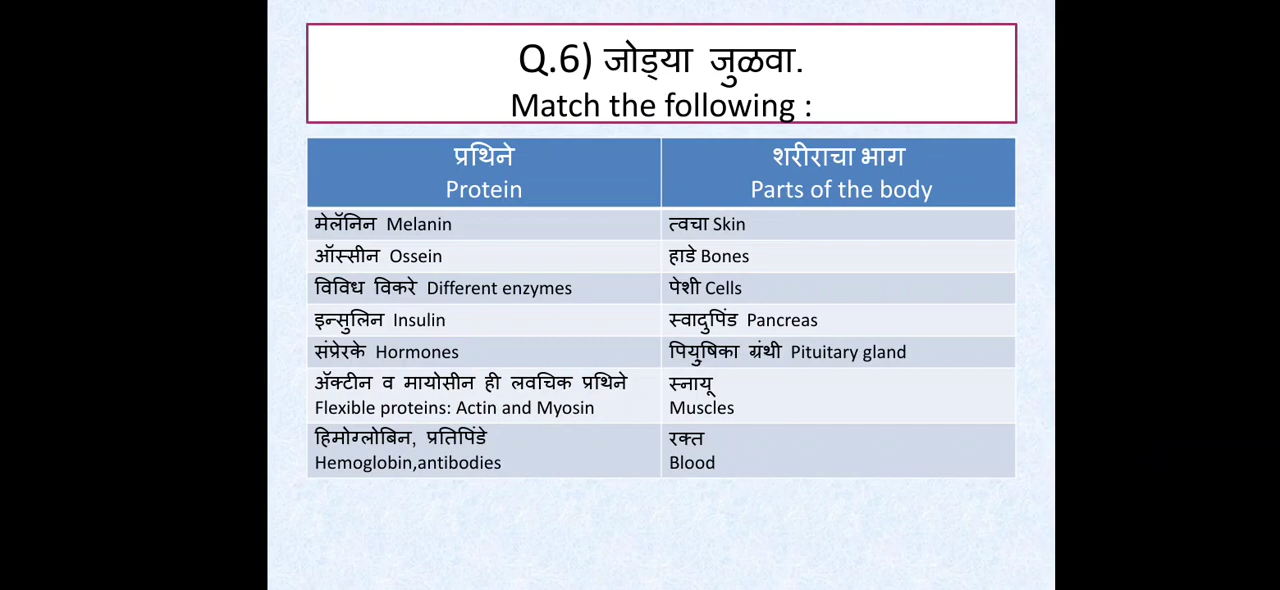 Q.6) जोड्या जुळवा.
Match the following :
प्रथिने
Protein
शरीराचा भाग
Parts of the body
मेलॅनिन Melanin
त्वचा Skin
ऑस्सीन Ossein
हाडे Bones
विविध विकरे Different enzymes
पेशी Cells
इन्सुलिन Insulin
स्वादुपिंड Pancreas
संप्रेरके Hormones
पियुषिका ग्रंथी Pituitary gland
ॲक्टीन व मायोसीन ही लवचिक प्रथिने
Flexible proteins: Actin and Myosin
स्नायू
Muscles
हिमोग्लोबिन, प्रतिपिंडे
Hemoglobin,antibodies
रक्त
Blood